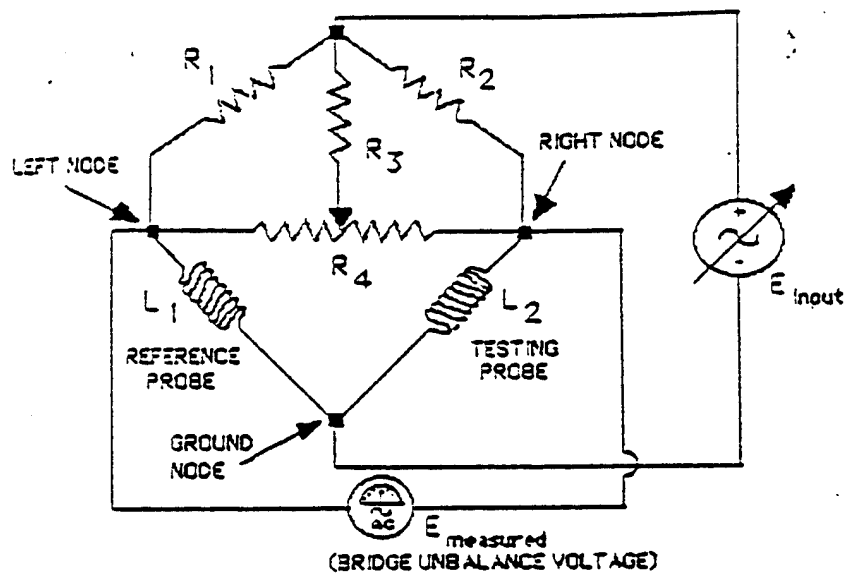 R1
R2
R3
RIGHT NODE
LEFT NODE
+
-
R4
E input
L1
L2
REFERENCE
PROBE
TESTING
PROBE
GROUND
NODE
AC
E measured
(BRIDGE UNBALANCE VOLTAGE)